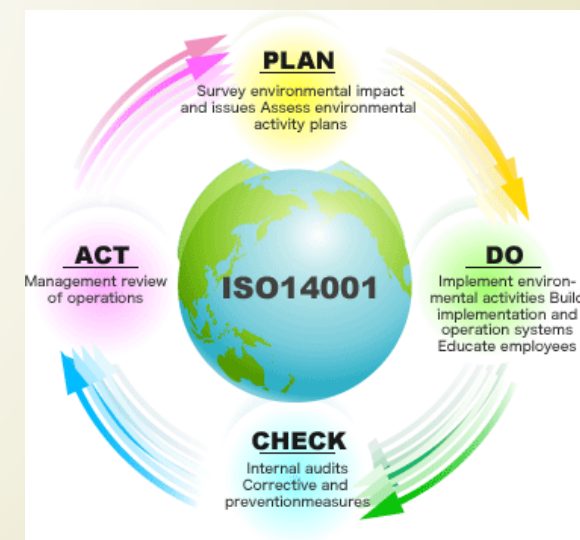 PLAN
Survey environmental impact
and issues Assess environmental
activity plans
ACT
Management review
of operations
ISO14001
DO
Implement environ-
mental activities Build
implementation and
operation systems
Educate employees
CHECK
Internal audits
Corrective and
preventionmeasures